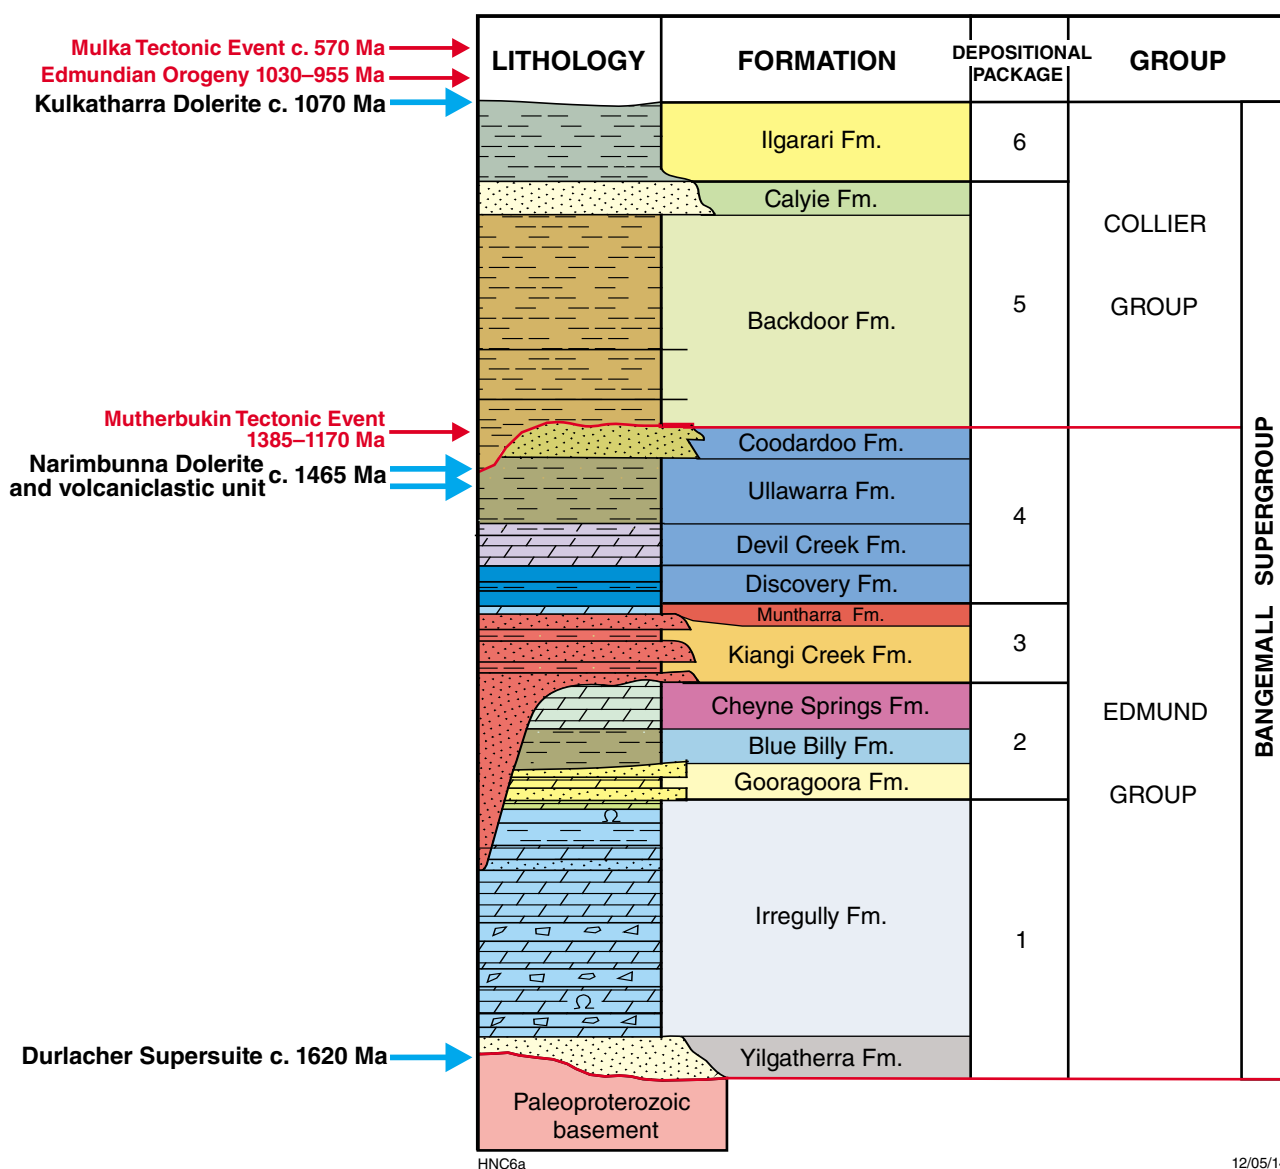 Mulka Tectonic Event c. 570 Ma
Edmundian Orogeny 1030–955 Ma
Kulkatharra Dolerite c. 1070 Ma
LITHOLOGY
FORMATION
DEPOSITIONAL
PACKAGE
GROUP
Ilgarari Fm.
6
Calyie Fm.
COLLIER
GROUP
Backdoor Fm.
5
Mutherbukin Tectonic Event
1385–1170 Ma
Narimbunna Dolerite
and volcaniclastic unit
c. 1465 Ma
Coodardoo Fm.
Ullawarra Fm.
4
Devil Creek Fm.
Discovery Fm.
Muntharra Fm.
3
Kiangi Creek Fm.
Cheyne Springs Fm.
EDMUND
Blue Billy Fm.
2
Gooragoora Fm.
GROUP
BANGEMALL SUPERGROUP
Ω
Irregully Fm.
1
Ω
Durlacher Supersuite c. 1620 Ma
Yilgatherra Fm.
Paleoproterozoic
basement
HNC6a